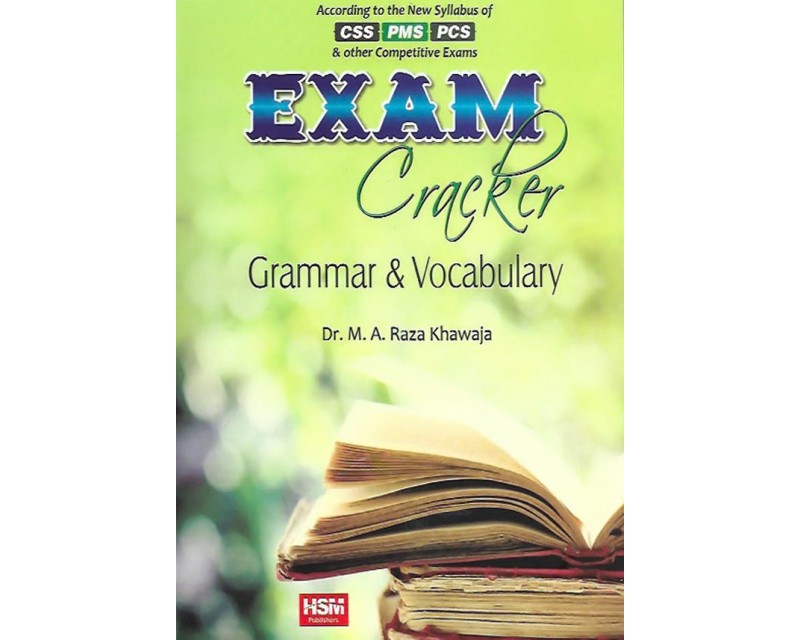 According to the New Syllabus of
CSS PMS PCS
& other Competitive Exams
EXAM
Cracker
Grammar & Vocabulary
Dr. M. A. Raza Khawaja
HSM
Publishers